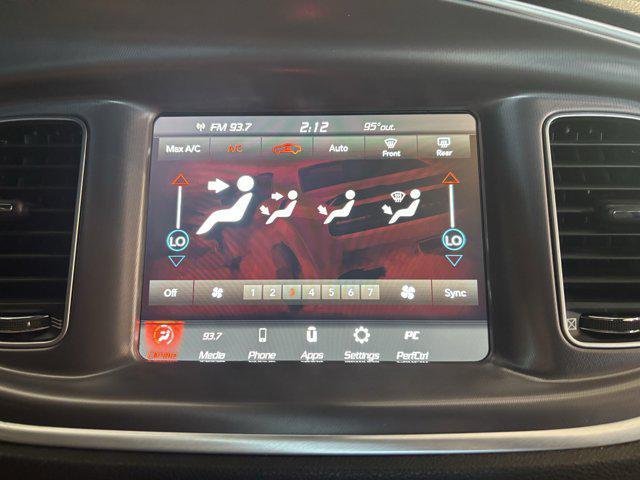 FM 93.7 2:12 95°out.
Max A/C A/C Auto Front Rear
LO LO
Off 1 2 3 4 5 6 7 Sync
93.7 PC
Climate Media Phone Apps Settings PerfCtrl